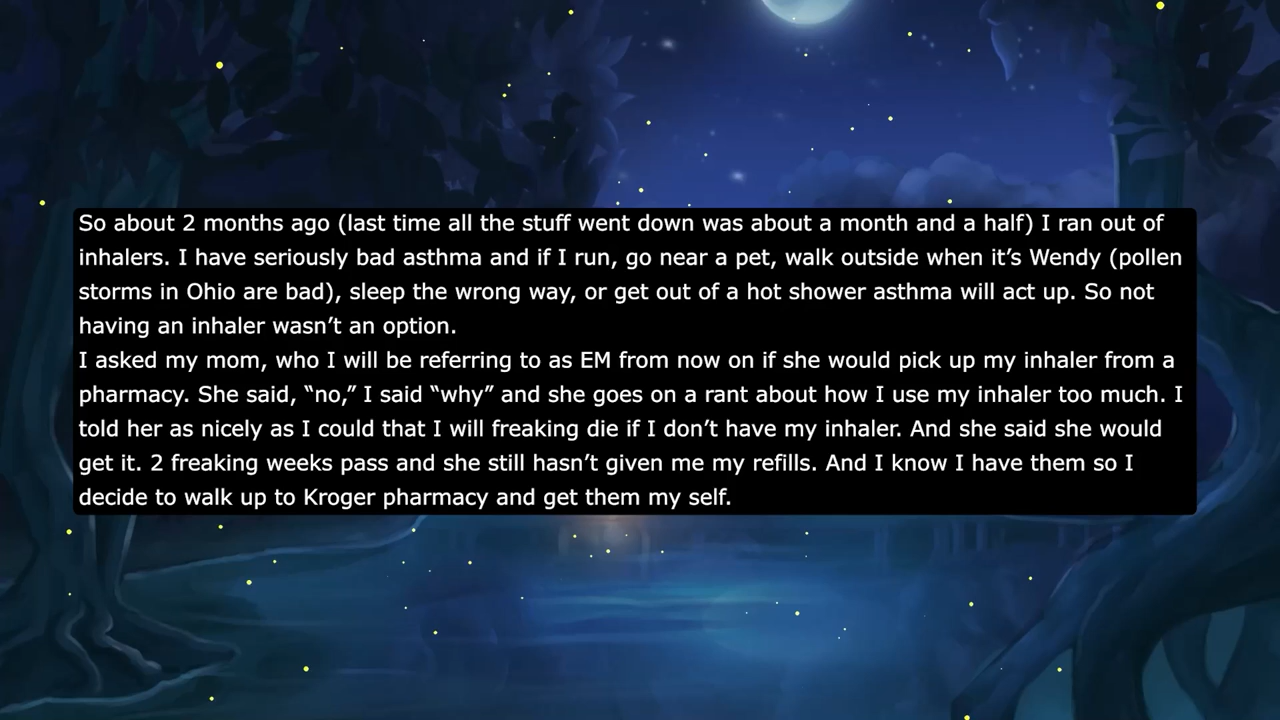 So about 2 months ago (last time all the stuff went down was about a month and a half) I ran out of
inhalers. I have seriously bad asthma and if I run, go near a pet, walk outside when it’s Wendy (pollen
storms in Ohio are bad), sleep the wrong way, or get out of a hot shower asthma will act up. So not
having an inhaler wasn’t an option.
I asked my mom, who I will be referring to as EM from now on if she would pick up my inhaler from a
pharmacy. She said, “no,” I said “why” and she goes on a rant about how I use my inhaler too much. I
told her as nicely as I could that I will freaking die if I don’t have my inhaler. And she said she would
get it. 2 freaking weeks pass and she still hasn’t given me my refills. And I know I have them so I
decide to walk up to Kroger pharmacy and get them my self.